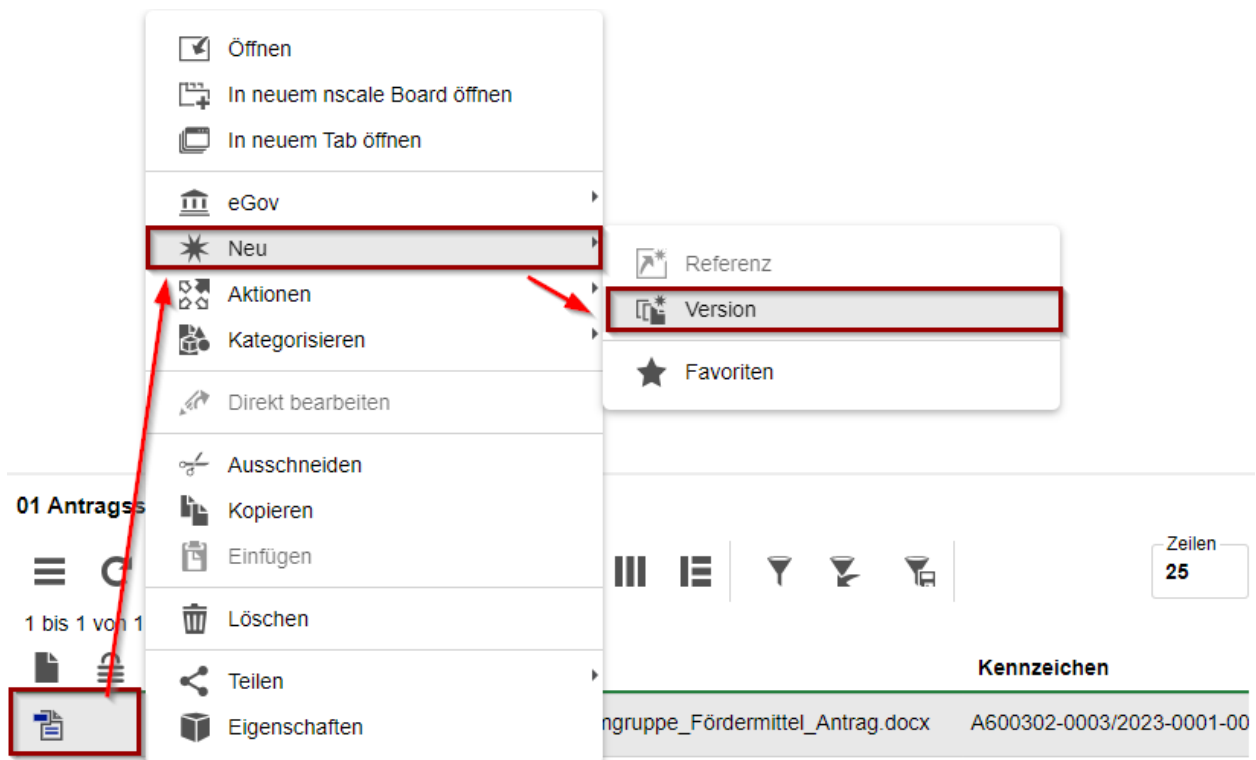 Öffnen
In neuem nscale Board öffnen
In neuem Tab öffnen
eGov
Neu
Aktionen
Kategorisieren
Direkt bearbeiten
Ausschneiden
Kopieren
Einfügen
Löschen
Teilen
Eigenschaften
Referenz
Version
Favoriten
01 Antragss
Zeilen
25
1 bis 1 von 1
Kennzeichen
ngruppe_Fördermittel_Antrag.docx A600302-0003/2023-0001-00